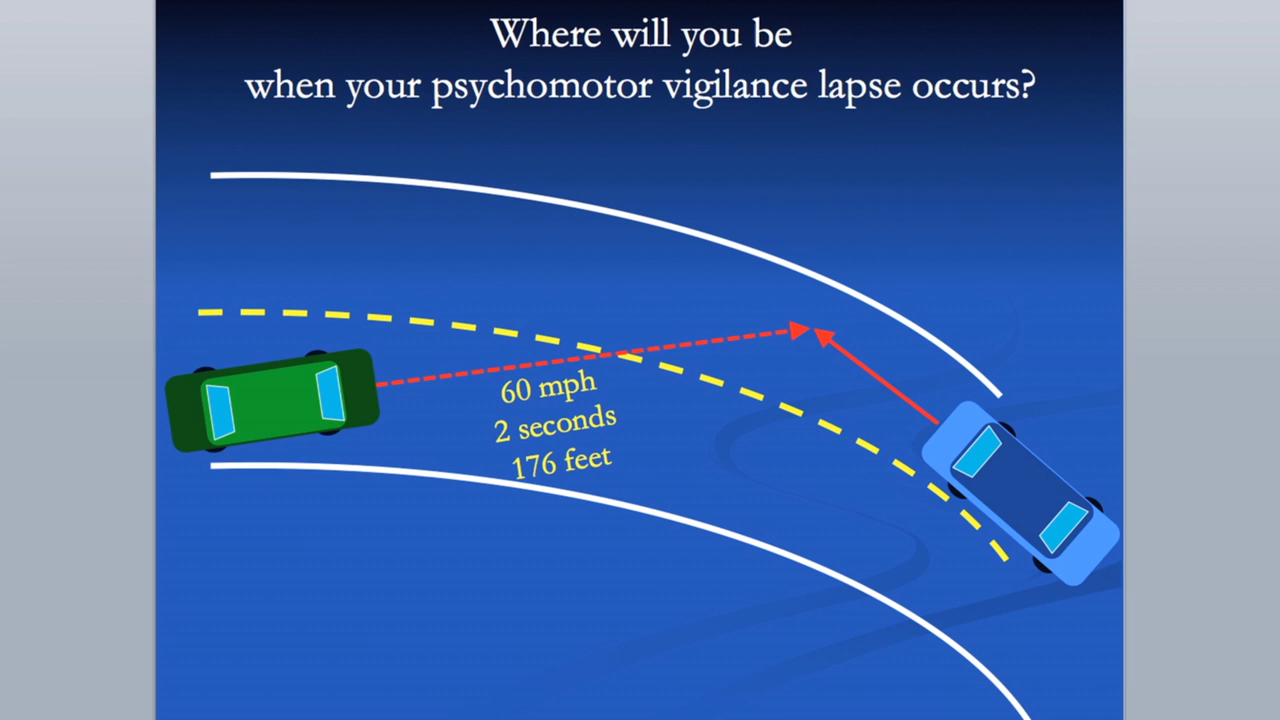 Where will you be
when your psychomotor vigilance lapse occurs?
60 mph
2 seconds
176 feet